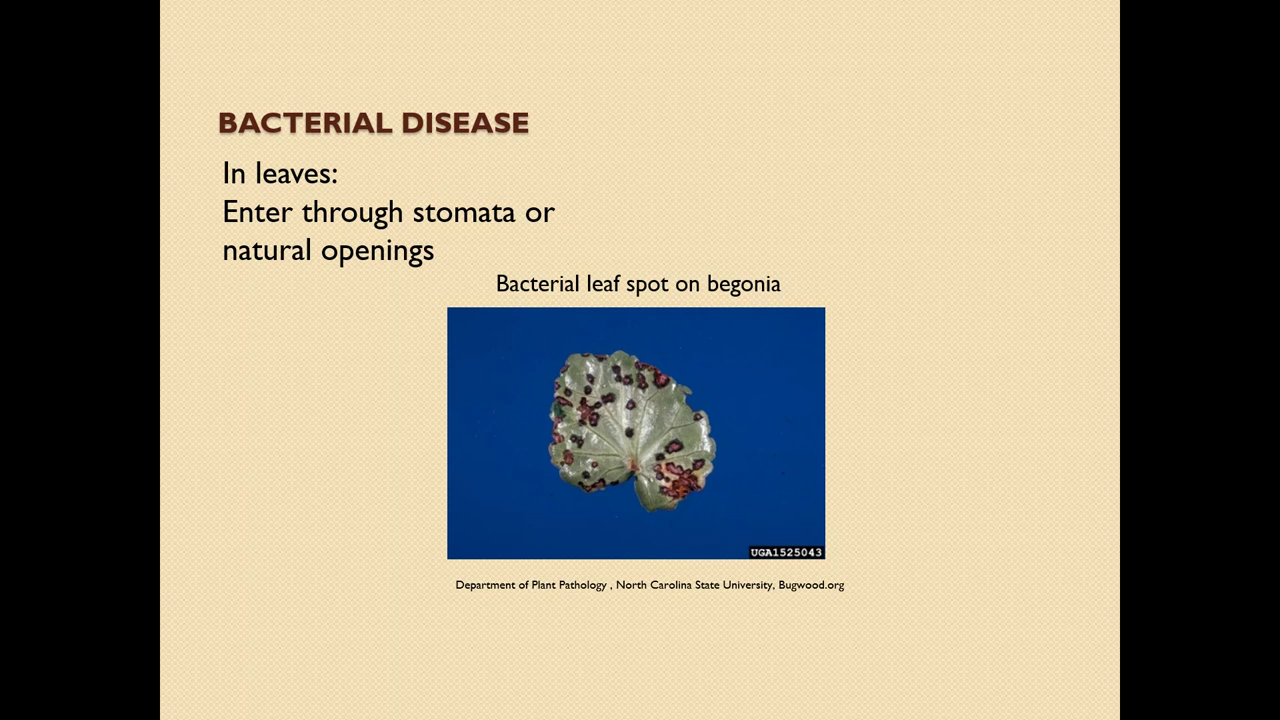 BACTERIAL DISEASE
In leaves:
Enter through stomata or
natural openings
Bacterial leaf spot on begonia
UGA1525043
Department of Plant Pathology , North Carolina State University, Bugwood.org